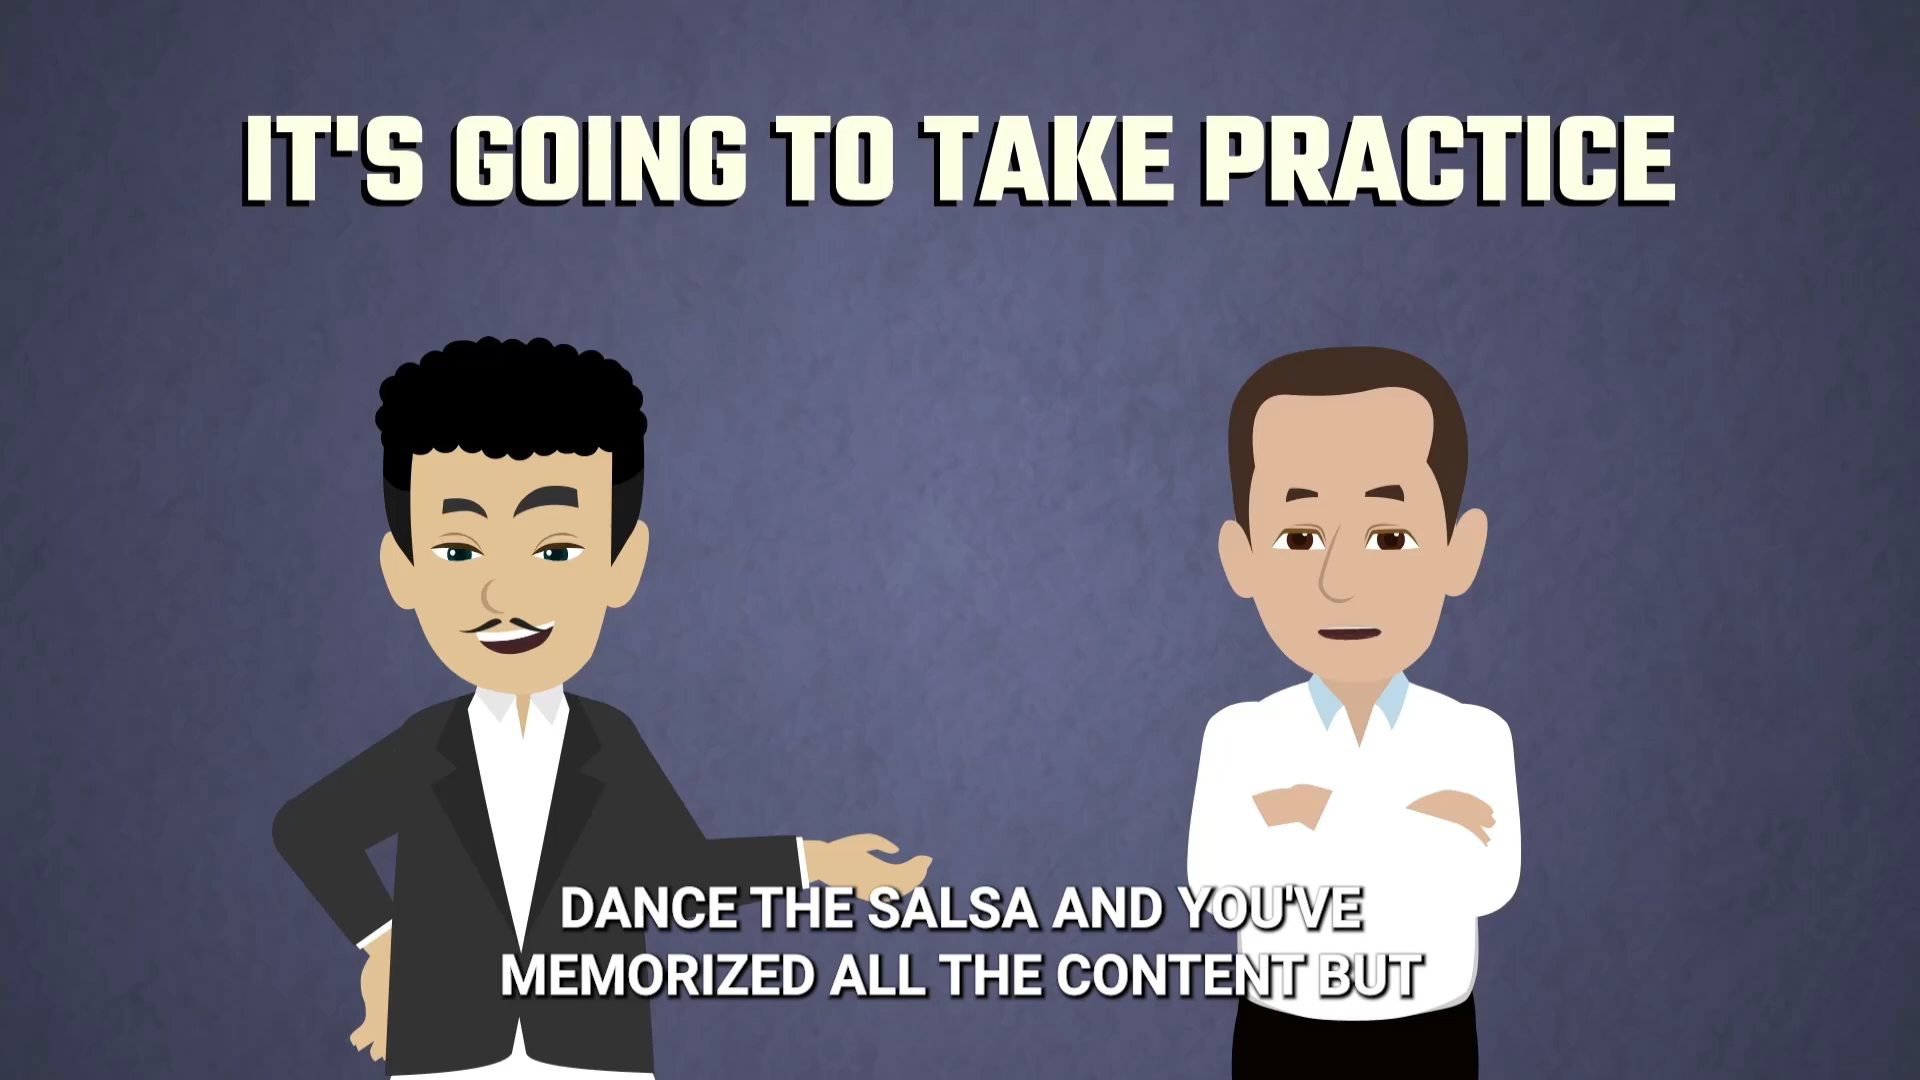 IT'S GOING TO TAKE PRACTICE
DANCE THE SALSA AND YOU'VE
MEMORIZED ALL THE CONTENT BUT